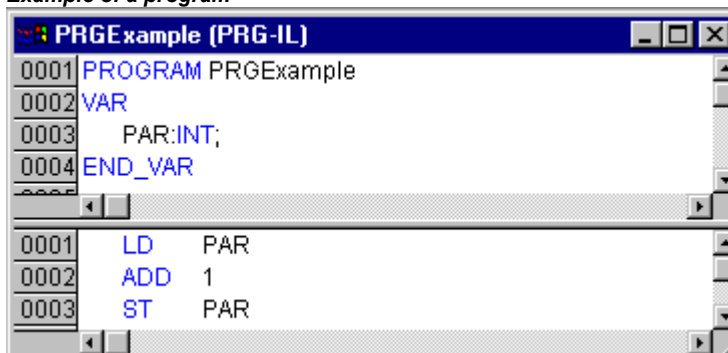 Example of a program
PRGExample (PRG-IL)
0001 PROGRAM PRGExample
0002 VAR
0003 PAR:INT;
0004 END_VAR
0005
0001 LD PAR
0002 ADD 1
0003 ST PAR